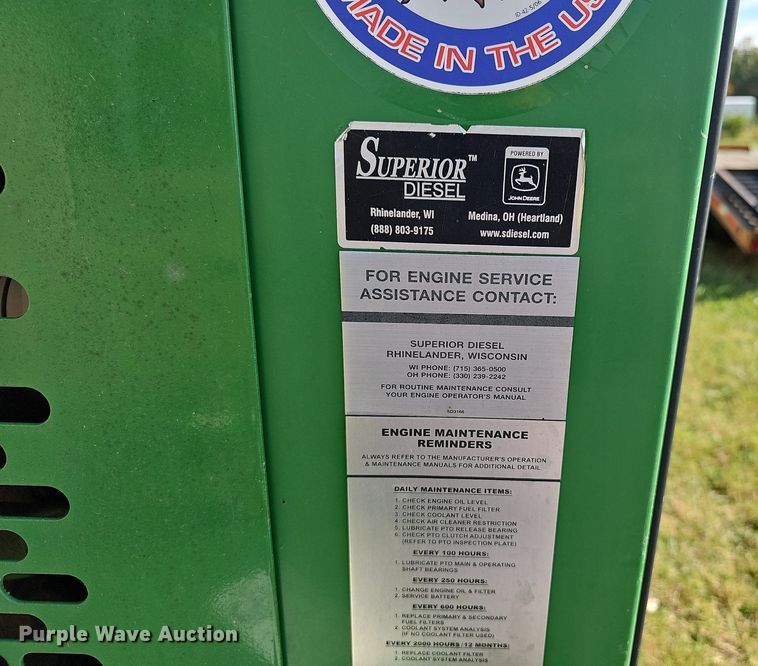 MADE IN THE US
ID-42-5/06
SUPERIOR™
DIESEL
POWERED BY
JOHN DEERE
Rhinelander, WI
Medina, OH (Heartland)
(888) 803-9175
www.sdiesel.com
FOR ENGINE SERVICE
ASSISTANCE CONTACT:
SUPERIOR DIESEL
RHINELANDER, WISCONSIN
WI PHONE: (715) 365-0500
OH PHONE: (330) 239-2242
FOR ROUTINE MAINTENANCE CONSULT
YOUR ENGINE OPERATOR'S MANUAL
SD3166
ENGINE MAINTENANCE
REMINDERS
ALWAYS REFER TO THE MANUFACTURER'S OPERATION
& MAINTENANCE MANUALS FOR ADDITIONAL DETAIL
DAILY MAINTENANCE ITEMS:
1. CHECK ENGINE OIL LEVEL
2. CHECK PRIMARY FUEL FILTER
3. CHECK COOLANT LEVEL
4. CHECK AIR CLEANER RESTRICTION
5. LUBRICATE PTO RELEASE BEARING
6. CHECK PTO CLUTCH ADJUSTMENT
(REFER TO PTO INSPECTION PLATE)
EVERY 100 HOURS:
1. LUBRICATE PTO MAIN & OPERATING
SHAFT BEARINGS
EVERY 250 HOURS:
1. CHANGE ENGINE OIL & FILTER
2. SERVICE BATTERY
EVERY 600 HOURS:
1. REPLACE PRIMARY & SECONDARY
FUEL FILTERS
2. COOLANT SYSTEM ANALYSIS
(IF NO COOLANT FILTER USED)
EVERY 2000 HOURS/12 MONTHS:
1. REPLACE COOLANT FILTER
2. COOLANT SYSTEM ANALYSIS
Purple Wave Auction